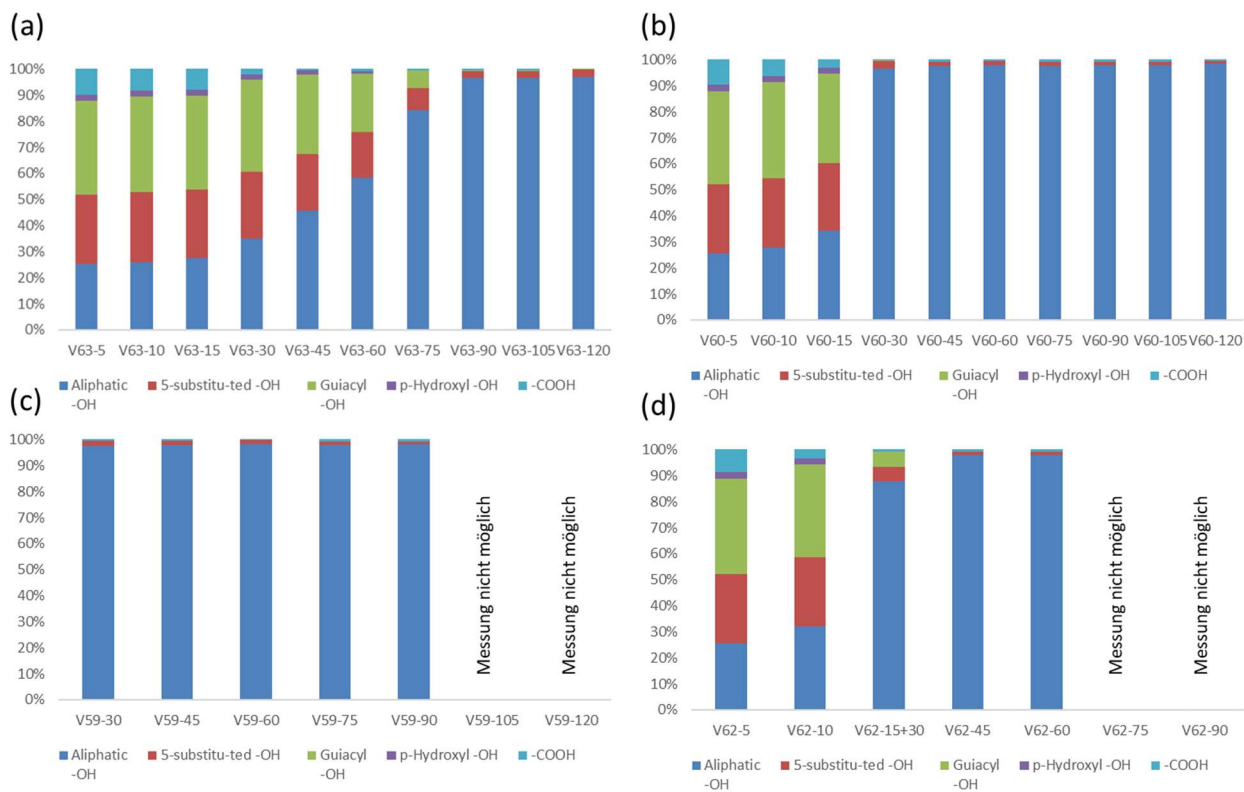 (a)
100%
90%
80%
70%
60%
50%
40%
30%
20%
10%
0%
V63-5 V63-10 V63-15 V63-30 V63-45 V63-60 V63-75 V63-90 V63-105 V63-120
Aliphatic -OH
5-substitu-ted -OH
Guiacyl -OH
p-Hydroxyl -OH
-COOH
(b)
100%
90%
80%
70%
60%
50%
40%
30%
20%
10%
0%
V60-5 V60-10 V60-15 V60-30 V60-45 V60-60 V60-75 V60-90 V60-105 V60-120
Aliphatic -OH
5-substitu-ted -OH
Guiacyl -OH
p-Hydroxyl -OH
-COOH
(c)
100%
90%
80%
70%
60%
50%
40%
30%
20%
10%
0%
Messung nicht möglich
Messung nicht möglich
V59-30 V59-45 V59-60 V59-75 V59-90 V59-105 V59-120
Aliphatic -OH
5-substitu-ted -OH
Guiacyl -OH
p-Hydroxyl -OH
-COOH
(d)
100%
90%
80%
70%
60%
50%
40%
30%
20%
10%
0%
Messung nicht möglich
Messung nicht möglich
V62-5 V62-10 V62-15+30 V62-45 V62-60 V62-75 V62-90
Aliphatic -OH
5-substitu-ted -OH
Guiacyl -OH
p-Hydroxyl -OH
-COOH